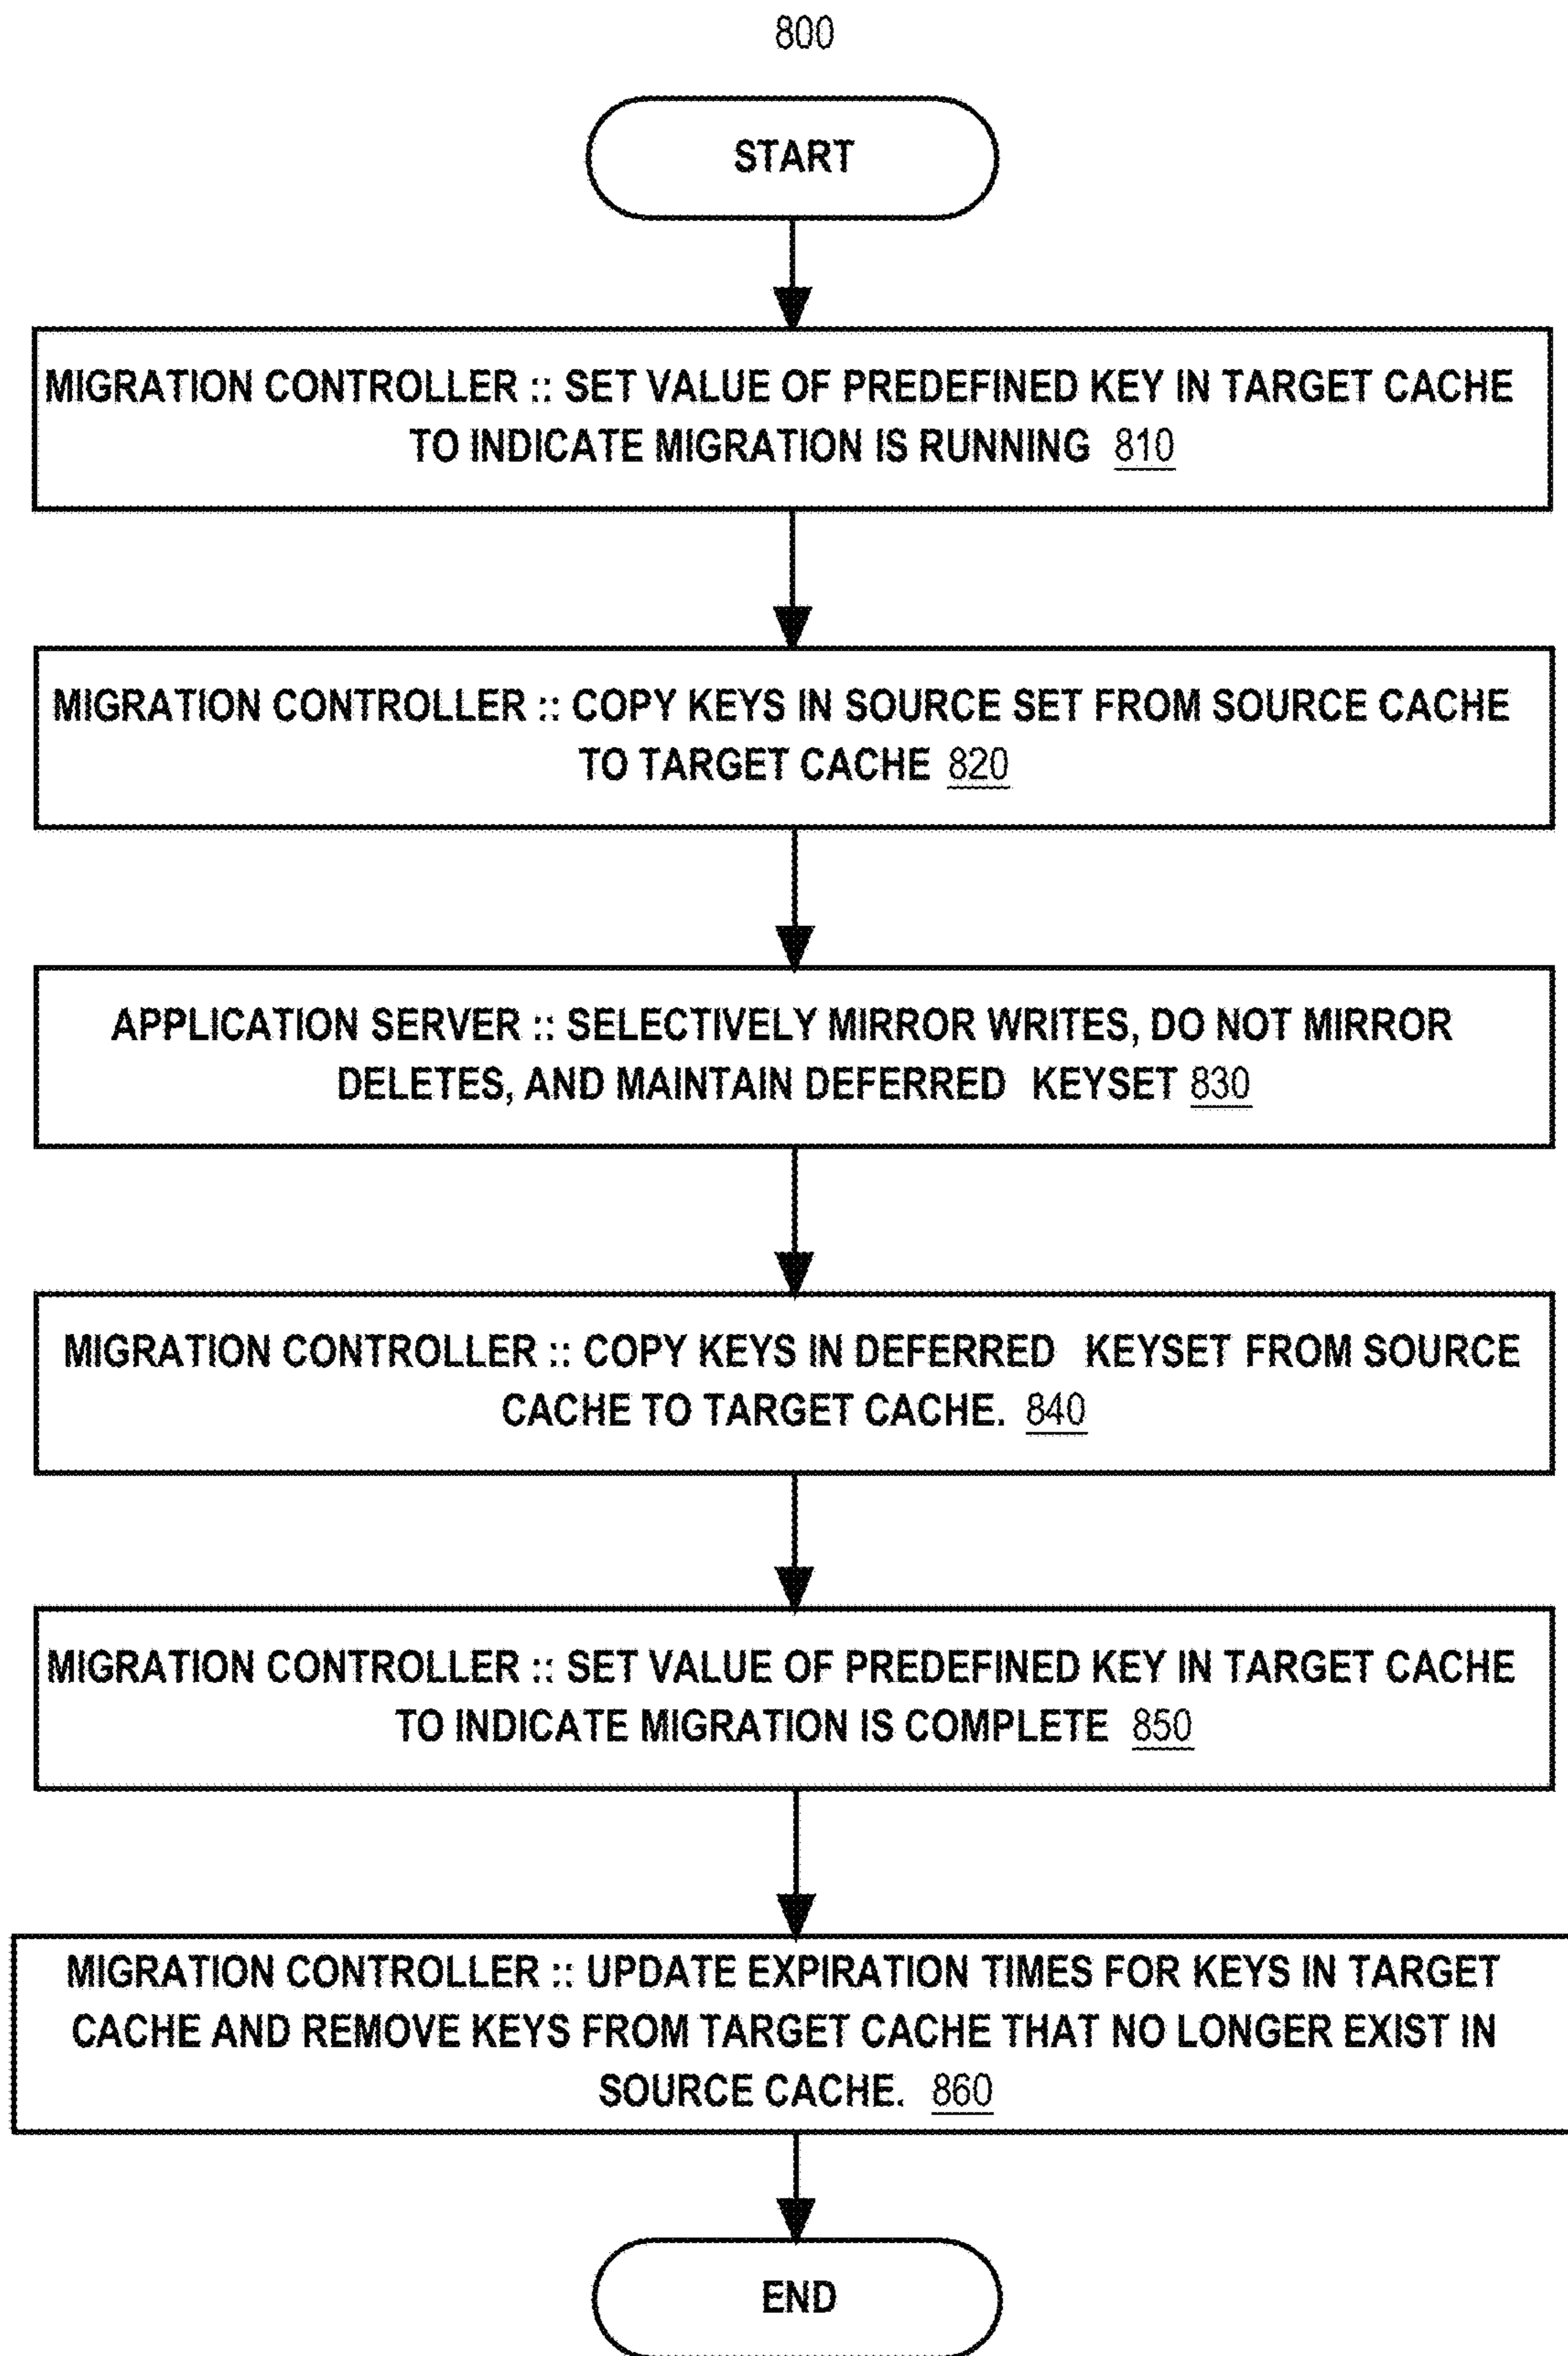 800
START
MIGRATION CONTROLLER :: SET VALUE OF PREDEFINED KEY IN TARGET CACHE
TO INDICATE MIGRATION IS RUNNING 810
MIGRATION CONTROLLER :: COPY KEYS IN SOURCE SET FROM SOURCE CACHE
TO TARGET CACHE 820
APPLICATION SERVER :: SELECTIVELY MIRROR WRITES, DO NOT MIRROR
DELETES, AND MAINTAIN DEFERRED KEYSET 830
MIGRATION CONTROLLER :: COPY KEYS IN DEFERRED KEYSET FROM SOURCE
CACHE TO TARGET CACHE. 840
MIGRATION CONTROLLER :: SET VALUE OF PREDEFINED KEY IN TARGET CACHE
TO INDICATE MIGRATION IS COMPLETE 850
MIGRATION CONTROLLER :: UPDATE EXPIRATION TIMES FOR KEYS IN TARGET
CACHE AND REMOVE KEYS FROM TARGET CACHE THAT NO LONGER EXIST IN
SOURCE CACHE. 860
END